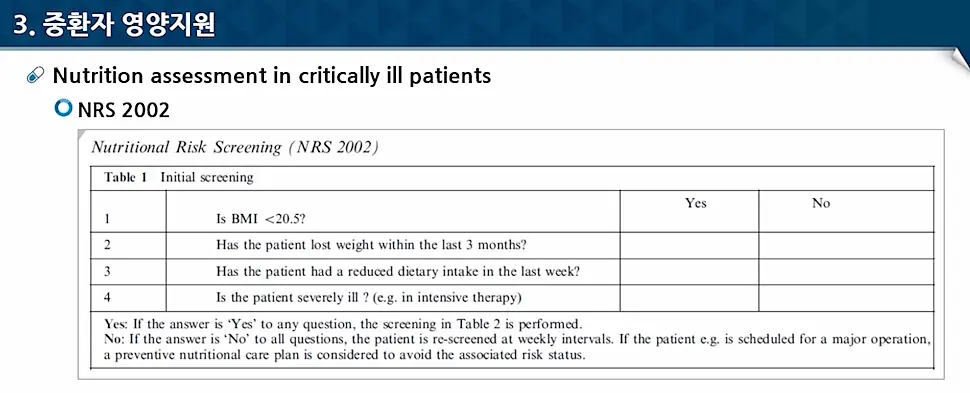 3. 중환자 영양지원
Nutrition assessment in critically ill patients
NRS 2002
Nutritional Risk Screening (NRS 2002)
Table 1 Initial screening
Yes No
1 Is BMI <20.5?
2 Has the patient lost weight within the last 3 months?
3 Has the patient had a reduced dietary intake in the last week?
4 Is the patient severely ill ? (e.g. in intensive therapy)
Yes: If the answer is ‘Yes’ to any question, the screening in Table 2 is performed.
No: If the answer is ‘No’ to all questions, the patient is re-screened at weekly intervals. If the patient e.g. is scheduled for a major operation,
a preventive nutritional care plan is considered to avoid the associated risk status.